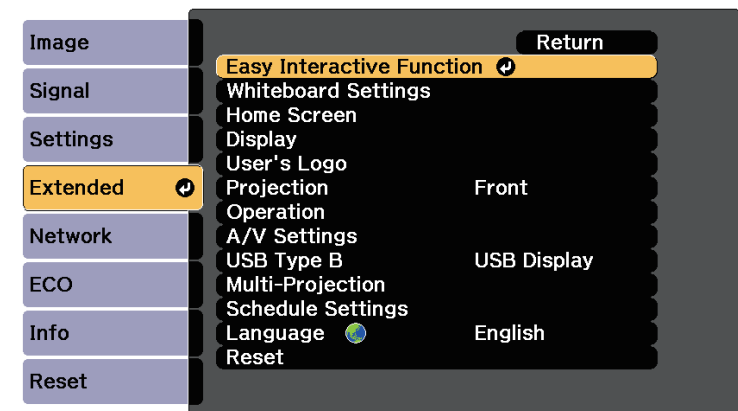 Image
Signal
Settings
Extended
Network
ECO
Info
Reset
Return
Easy Interactive Function
Whiteboard Settings
Home Screen
Display
User's Logo
Projection Front
Operation
A/V Settings
USB Type B USB Display
Multi-Projection
Schedule Settings
Language English
Reset